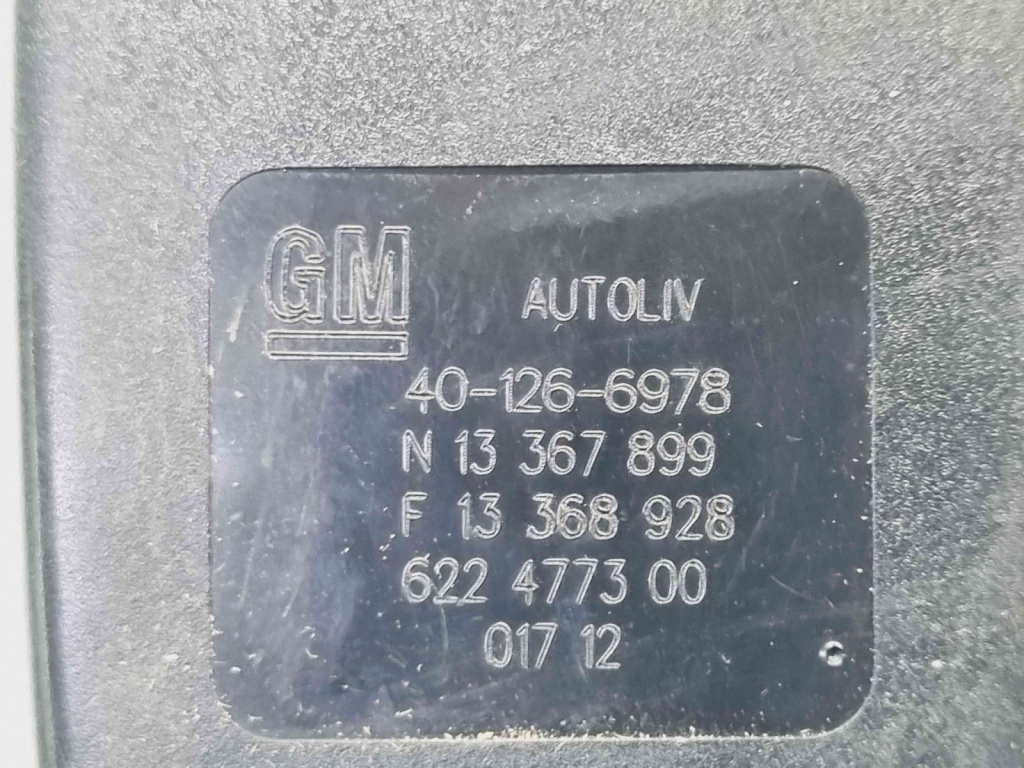 GM
AUTOLIV
40-126-6978
N 13 367 899
F 13 368 928
622 4773 00
017 12